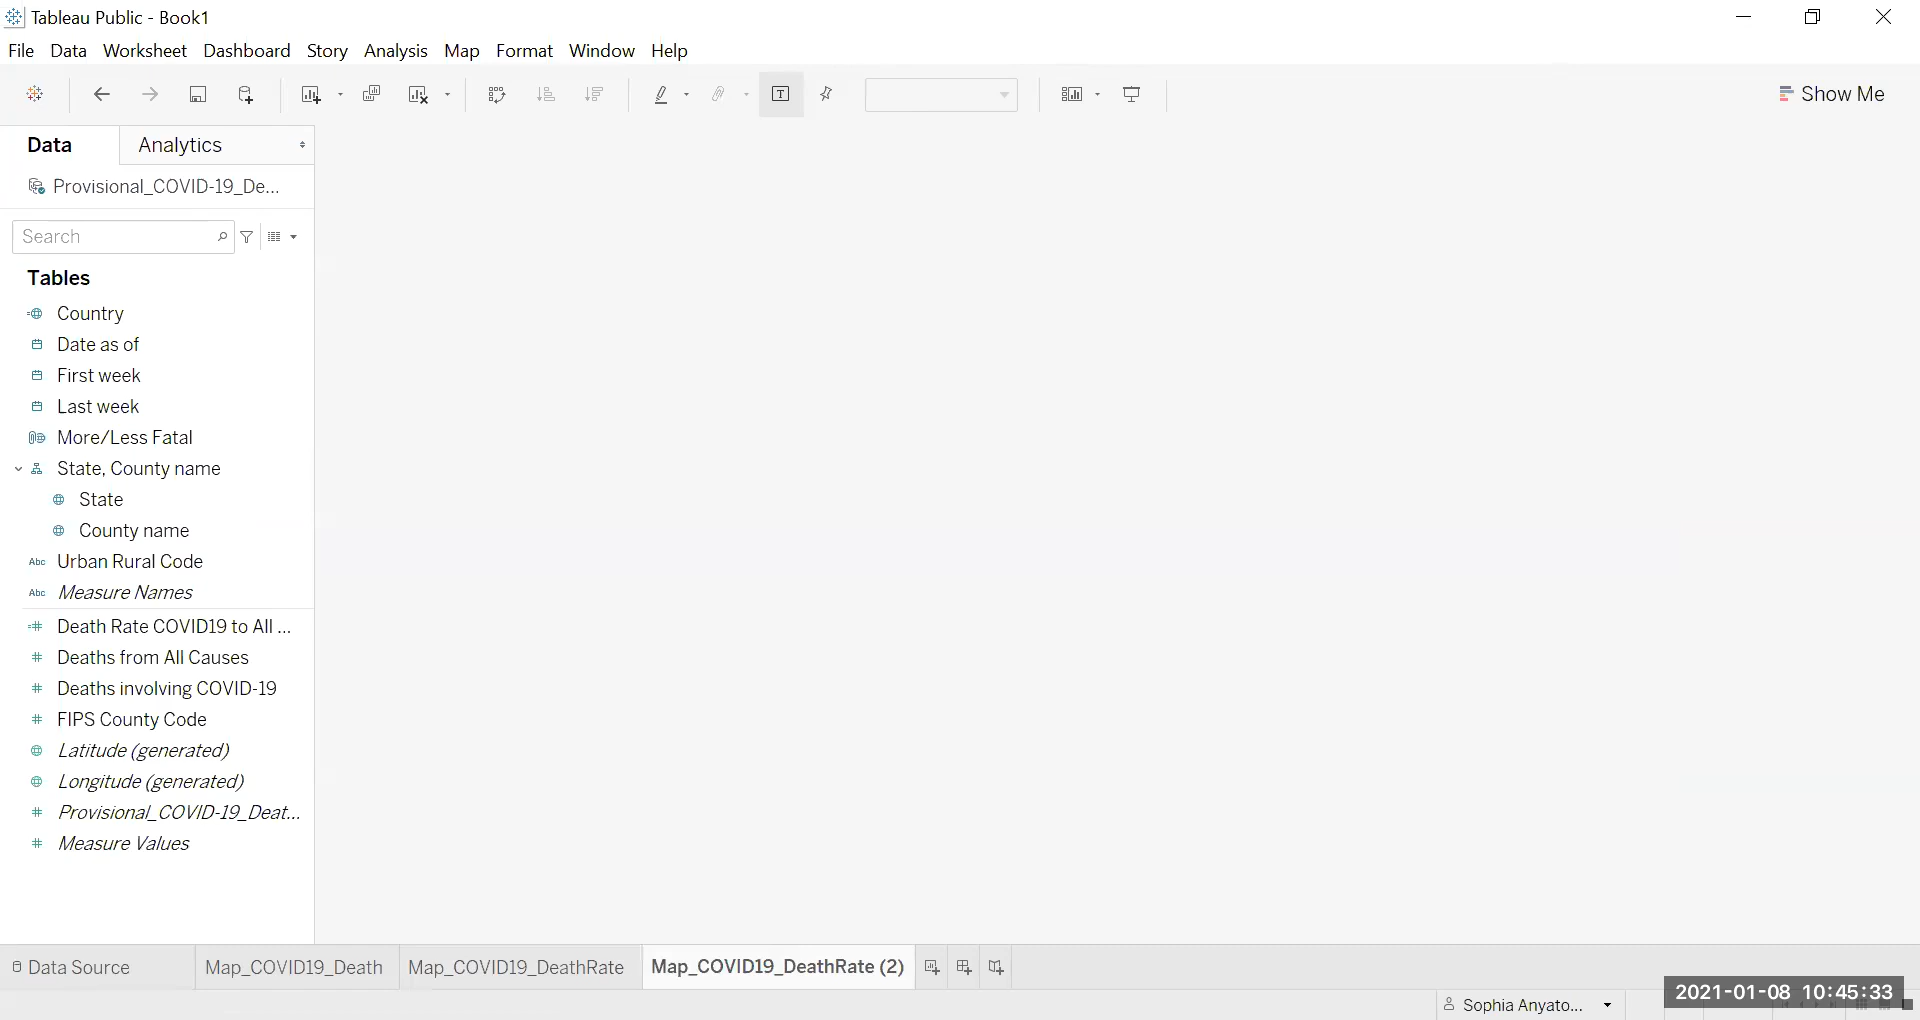 Tableau Public - Book1
File Data Worksheet Dashboard Story Analysis Map Format Window Help
Show Me
Data Analytics
Provisional_COVID-19_De...
Search
Tables
Country
Date as of
First week
Last week
More/Less Fatal
State, County name
State
County name
Abc Urban Rural Code
Abc Measure Names
Death Rate COVID19 to All ...
Deaths from All Causes
Deaths involving COVID-19
FIPS County Code
Latitude (generated)
Longitude (generated)
Provisional_COVID-19_Deat...
Measure Values
Data Source Map_COVID19_Death Map_COVID19_DeathRate Map_COVID19_DeathRate (2)
Sophia Anyato... 2021-01-08 10:45:33